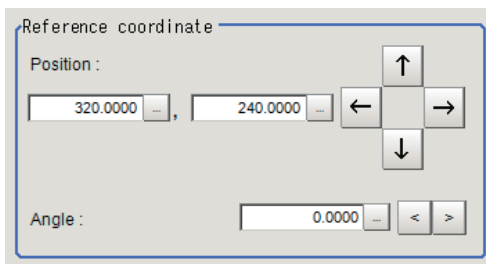 Reference coordinate
Position :
↑
320.0000 ... , 240.0000 ... ← →
↓
Angle : 0.0000 ... < >